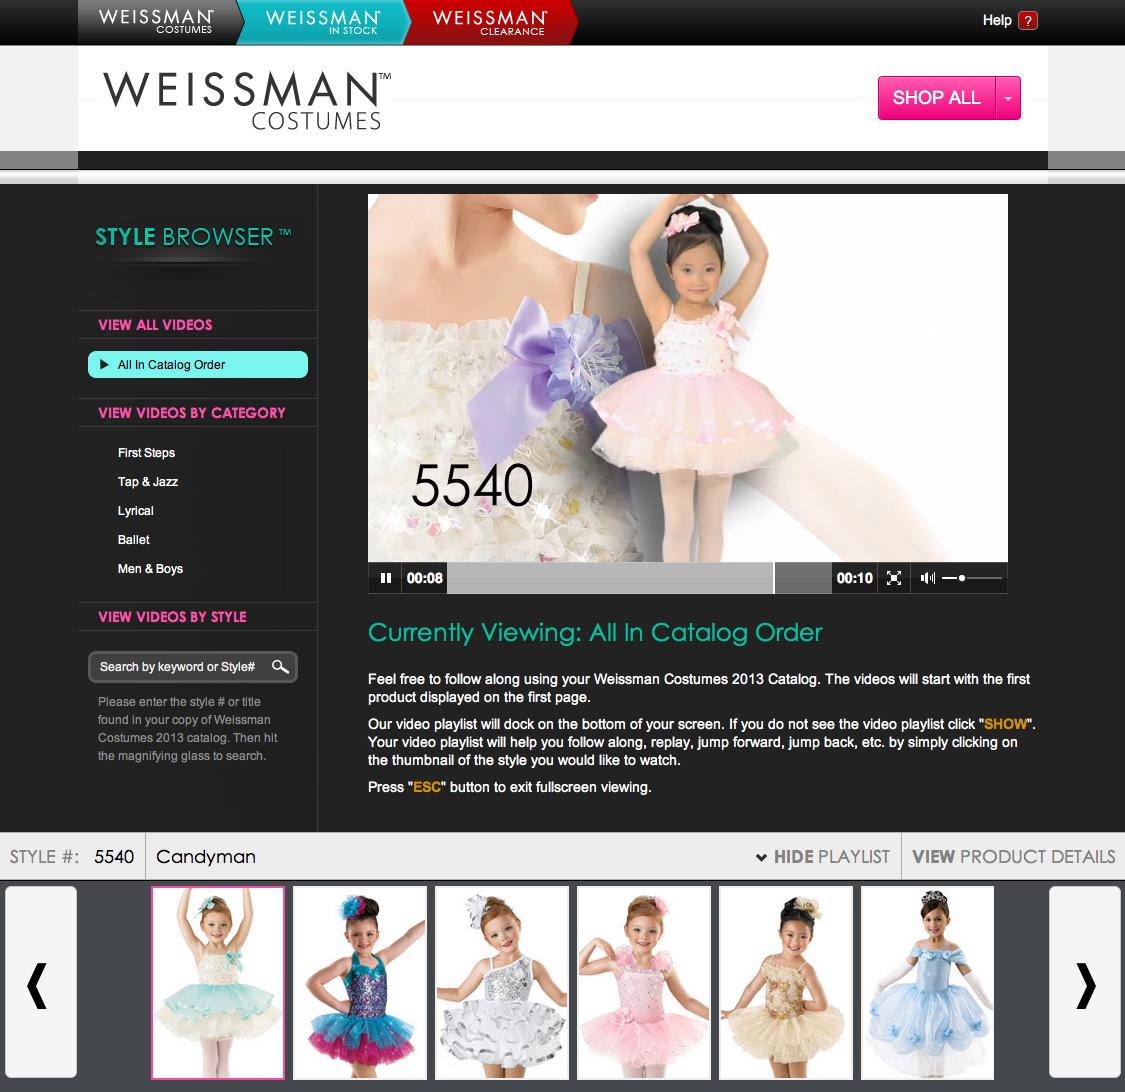 WEISSMAN™
COSTUMES
WEISSMAN™
IN STOCK
WEISSMAN™
CLEARANCE
Help ?
WEISSMAN™
COSTUMES
SHOP ALL
STYLE BROWSER™
VIEW ALL VIDEOS
All In Catalog Order
VIEW VIDEOS BY CATEGORY
First Steps
Tap & Jazz
Lyrical
Ballet
Men & Boys
VIEW VIDEOS BY STYLE
Search by keyword or Style#
Please enter the style # or title
found in your copy of Weissman
Costumes 2013 catalog. Then hit
the magnifying glass to search.
5540
00:08
00:10
Currently Viewing: All In Catalog Order
Feel free to follow along using your Weissman Costumes 2013 Catalog. The videos will start with the first
product displayed on the first page.
Our video playlist will dock on the bottom of your screen. If you do not see the video playlist click "SHOW".
Your video playlist will help you follow along, replay, jump forward, jump back, etc. by simply clicking on
the thumbnail of the style you would like to watch.
Press "ESC" button to exit fullscreen viewing.
STYLE #: 5540 Candyman
HIDE PLAYLIST
VIEW PRODUCT DETAILS